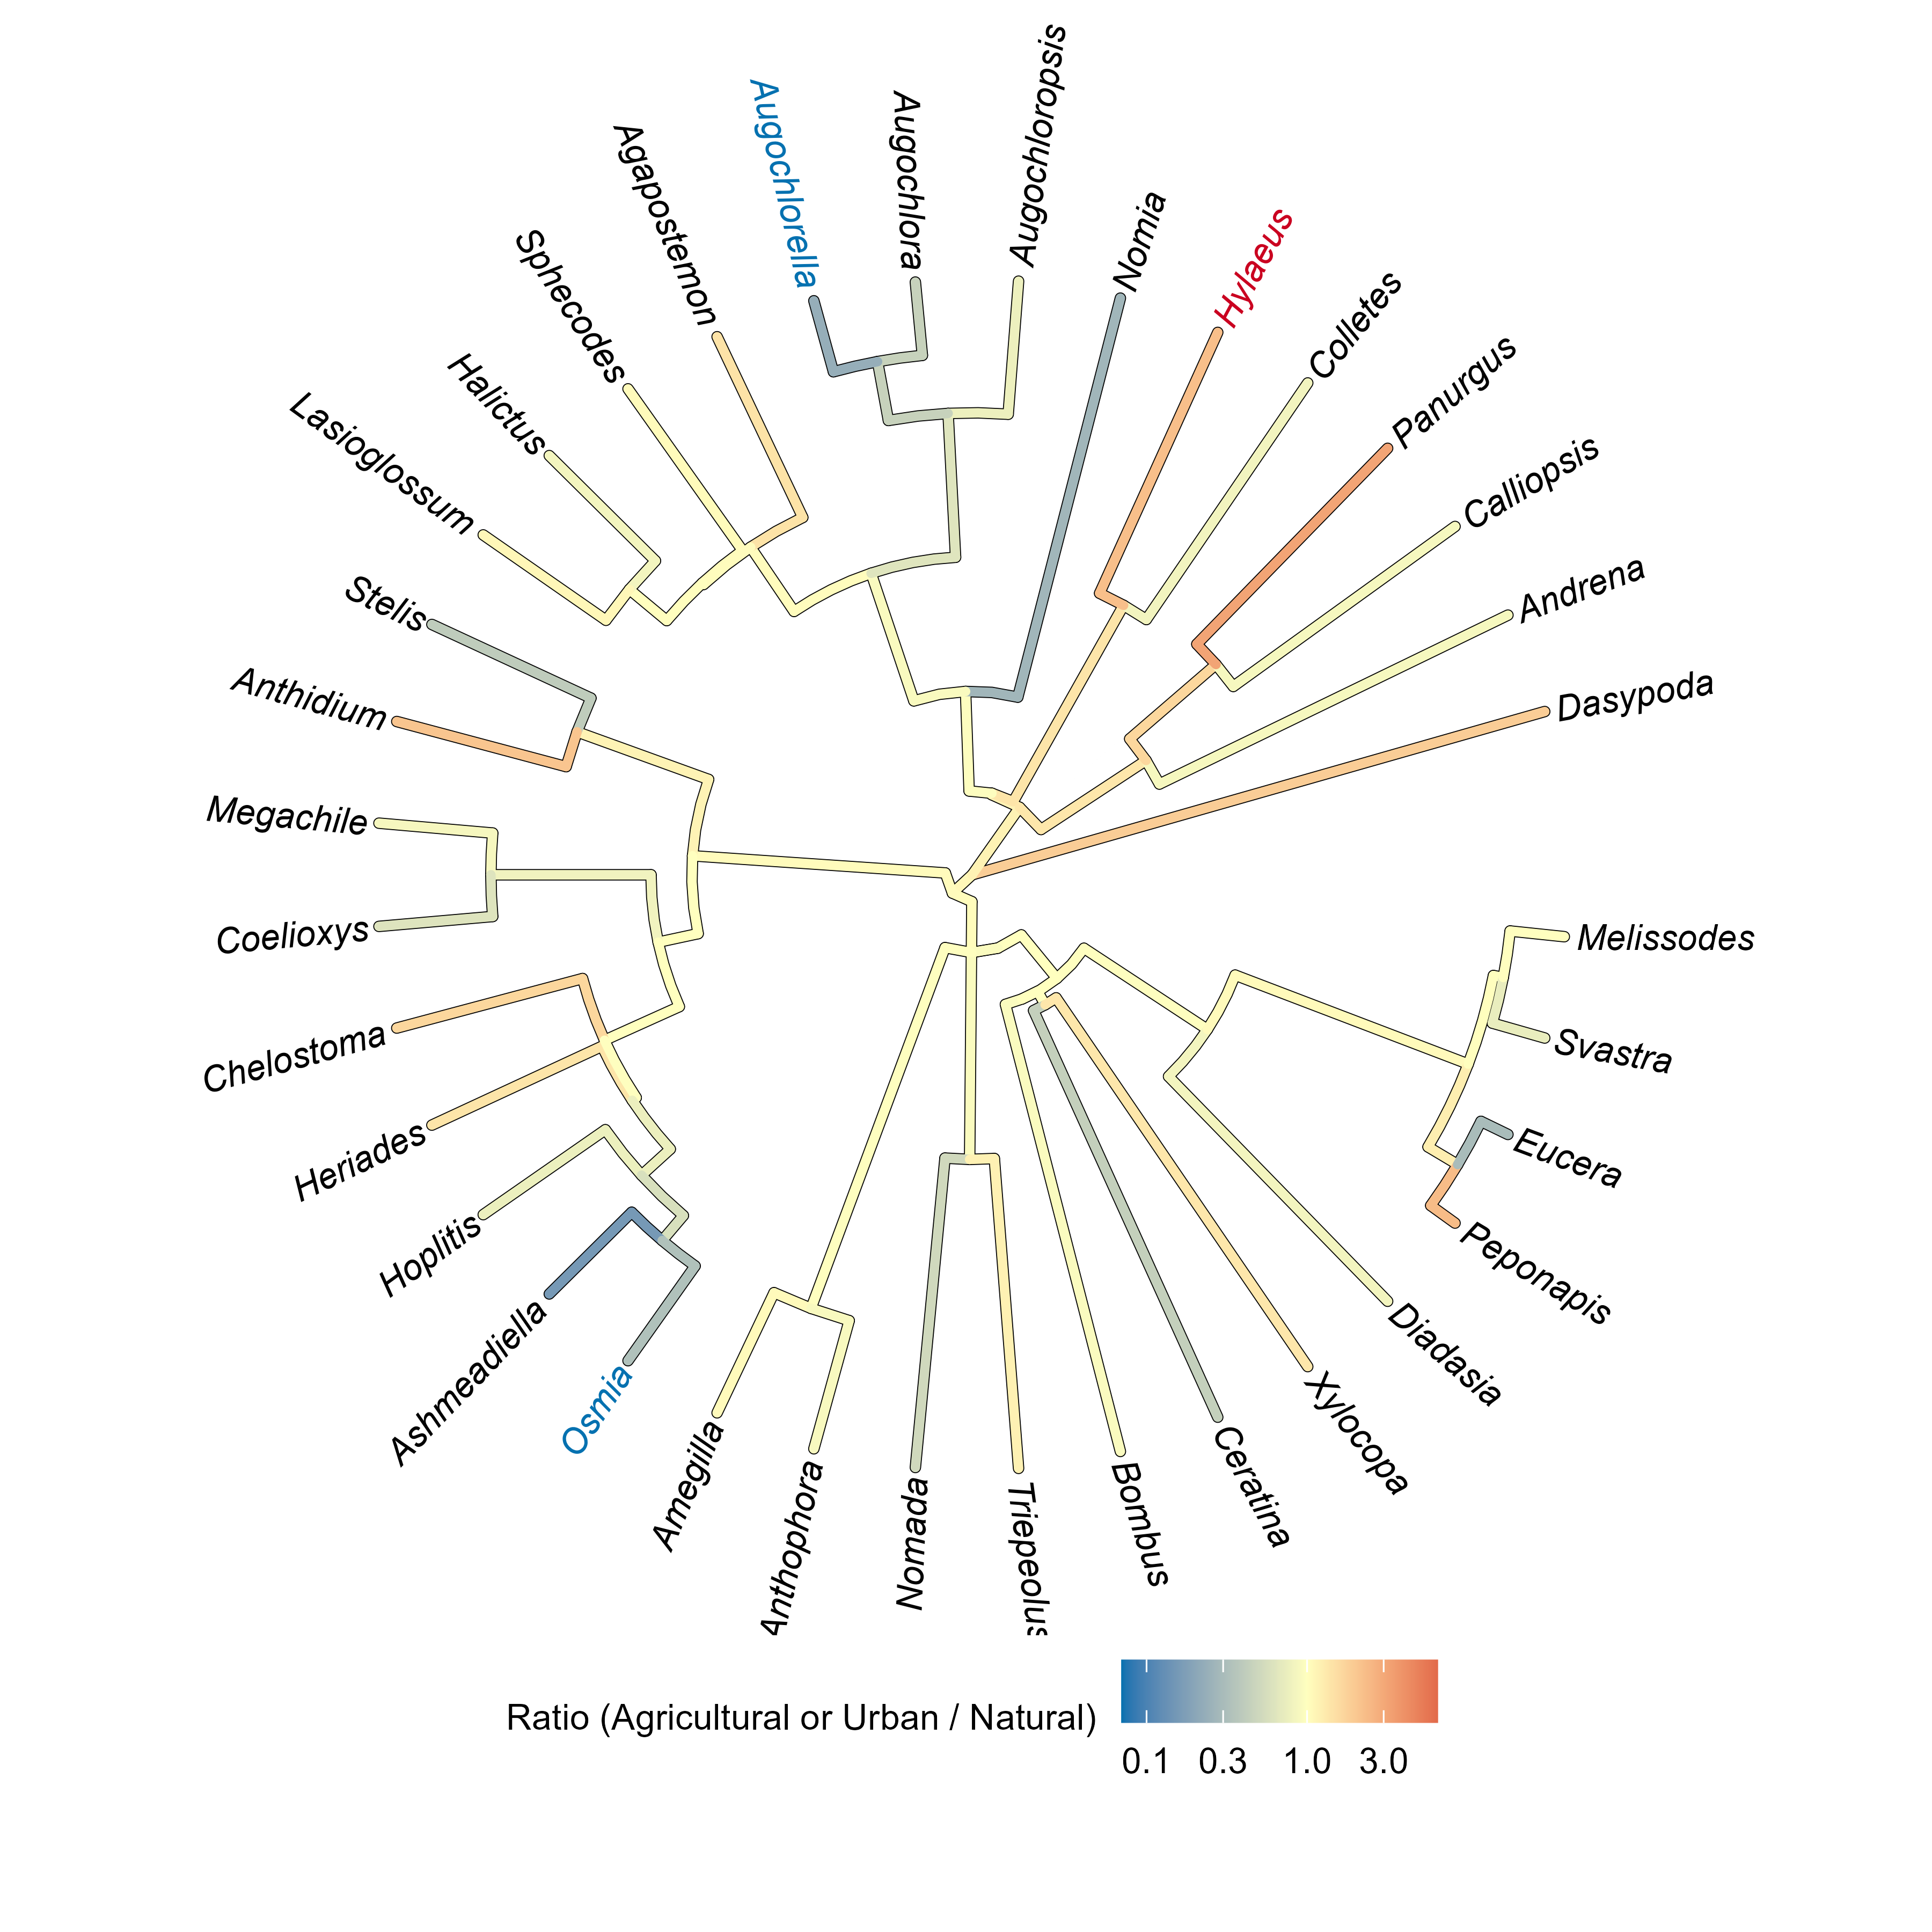 Augochloropsis
Augochlora
Augochlorella
Agapostemon
Sphecodes
Halictus
Lasioglossum
Stelis
Anthidium
Megachile
Coelioxys
Chelostoma
Heriades
Hoplitis
Ashmeadiella
Osmia
Amegilla
Anthophora
Nomada
Triepeolus
Bombus
Ceratina
Xylocopa
Diadasia
Peponapis
Eucera
Svastra
Melissodes
Dasypoda
Andrena
Calliopsis
Panurgus
Colletes
Hylaeus
Nomia
Ratio (Agricultural or Urban / Natural)
0.1 0.3 1.0 3.0